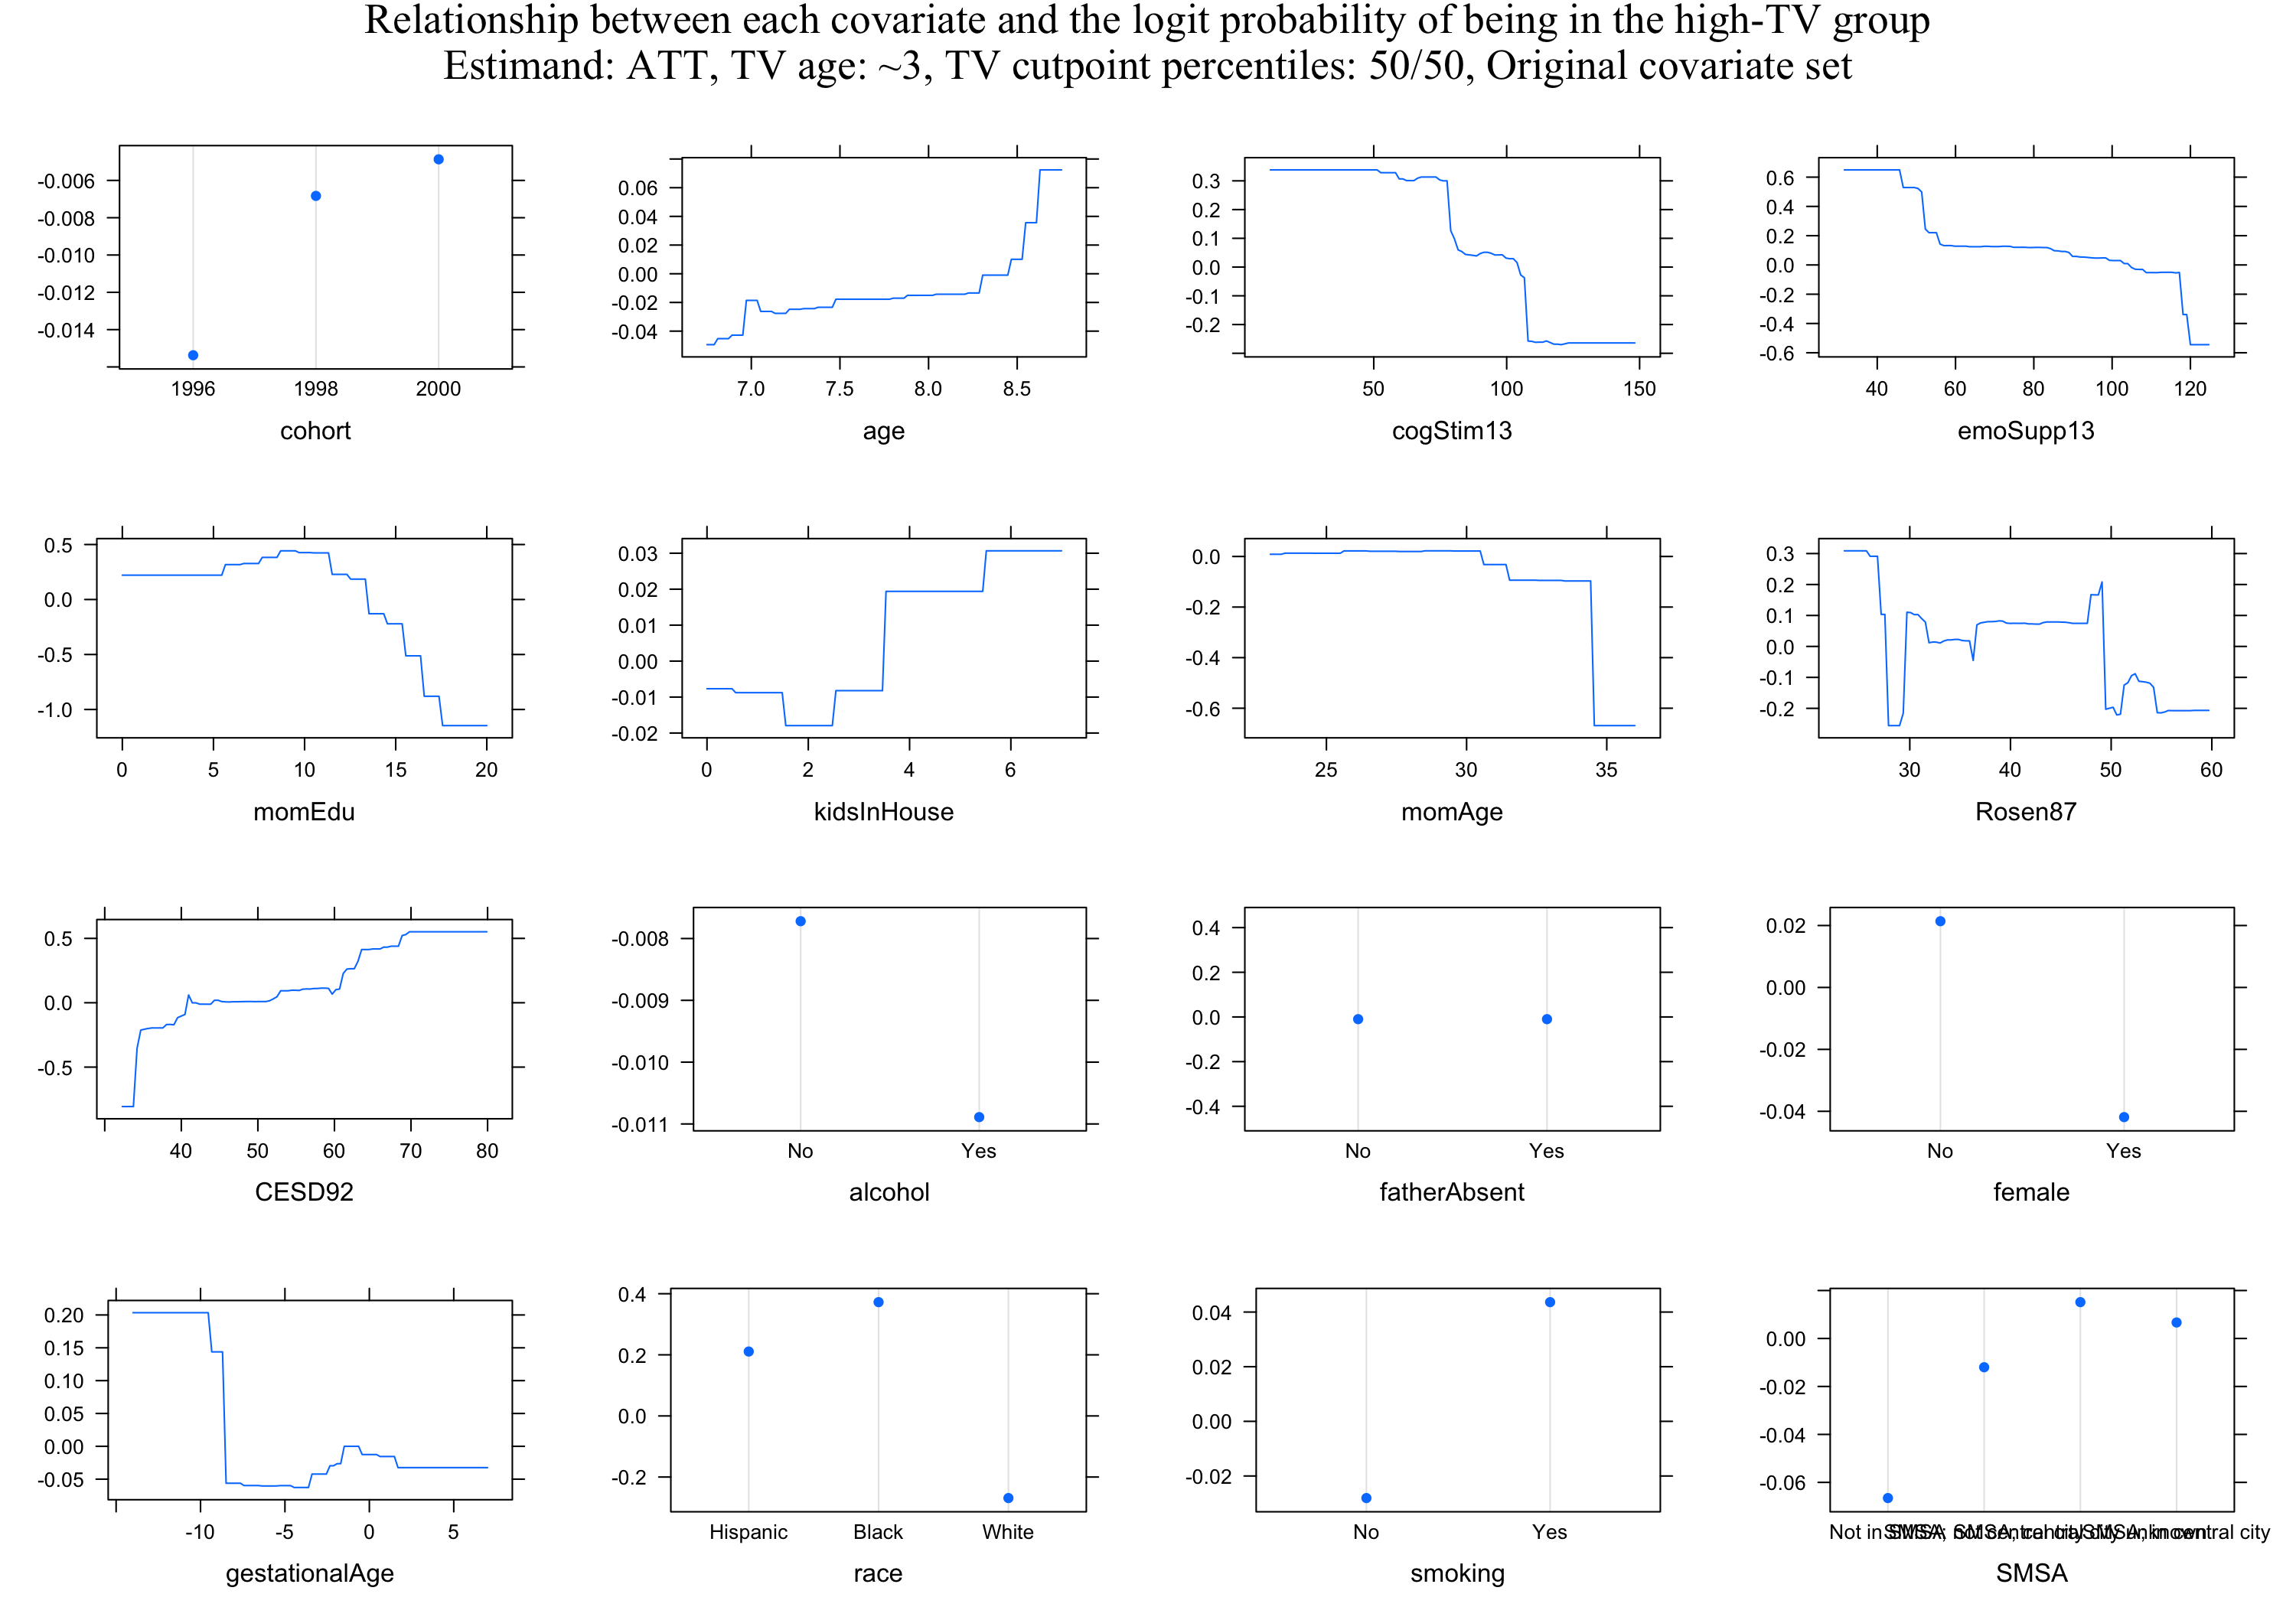 Relationship between each covariate and the logit probability of being in the high-TV group
Estimand: ATT, TV age: ~3, TV cutpoint percentiles: 50/50, Original covariate set
-0.006
-0.008
-0.010
-0.012
-0.014
1996 1998 2000
cohort
0.06
0.04
0.02
0.00
-0.02
-0.04
7.0 7.5 8.0 8.5
age
0.3
0.2
0.1
0.0
-0.1
-0.2
50 100 150
cogStim13
0.6
0.4
0.2
0.0
-0.2
-0.4
-0.6
40 60 80 100 120
emoSupp13
0.5
0.0
-0.5
-1.0
0 5 10 15 20
momEdu
0.03
0.02
0.01
0.00
-0.01
-0.02
0 2 4 6
kidsInHouse
0.0
-0.2
-0.4
-0.6
25 30 35
momAge
0.3
0.2
0.1
0.0
-0.1
-0.2
30 40 50 60
Rosen87
0.5
0.0
-0.5
40 50 60 70 80
CESD92
-0.008
-0.009
-0.010
-0.011
No Yes
alcohol
0.4
0.2
0.0
-0.2
-0.4
No Yes
fatherAbsent
0.02
0.00
-0.02
-0.04
No Yes
female
0.20
0.15
0.10
0.05
0.00
-0.05
-10 -5 0 5
gestationalAge
0.4
0.2
0.0
-0.2
Hispanic Black White
race
0.04
0.02
0.00
-0.02
No Yes
smoking
0.00
-0.02
-0.04
-0.06
Not in central city
SMSA